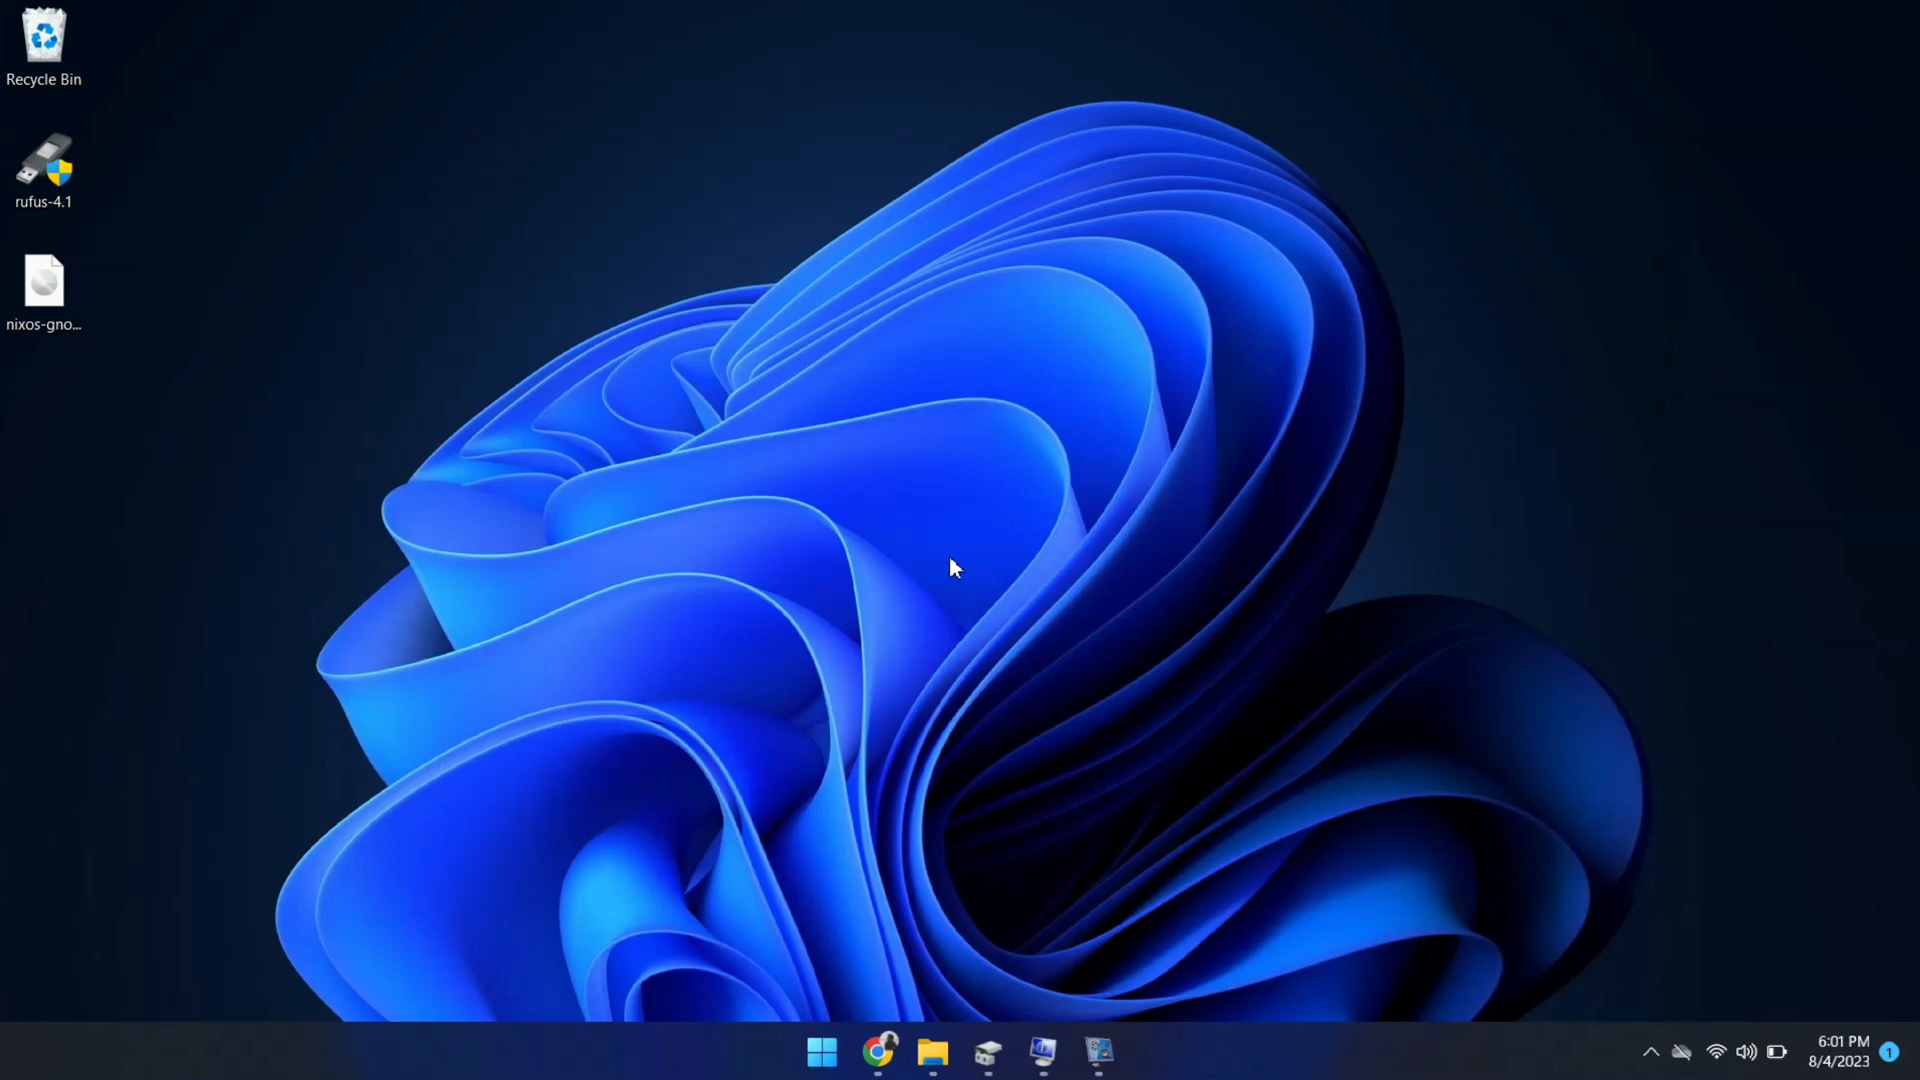 Recycle Bin
rufus-4.1
nixos-gno...
6:01 PM
8/4/2023
1